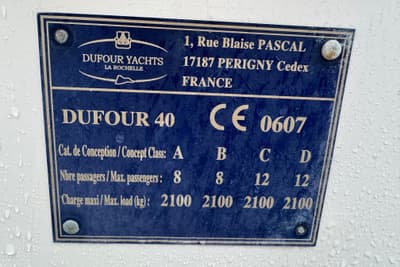 DUFOUR YACHTS
LA ROCHELLE
1, Rue Blaise PASCAL
17187 PERIGNY Cedex
FRANCE
DUFOUR 40 CE 0607
Cat. de Conception / Concept Class: A B C D
Nbre passagers / Max. passengers : 8 8 12 12
Charge maxi / Max. load (kg) : 2100 2100 2100 2100